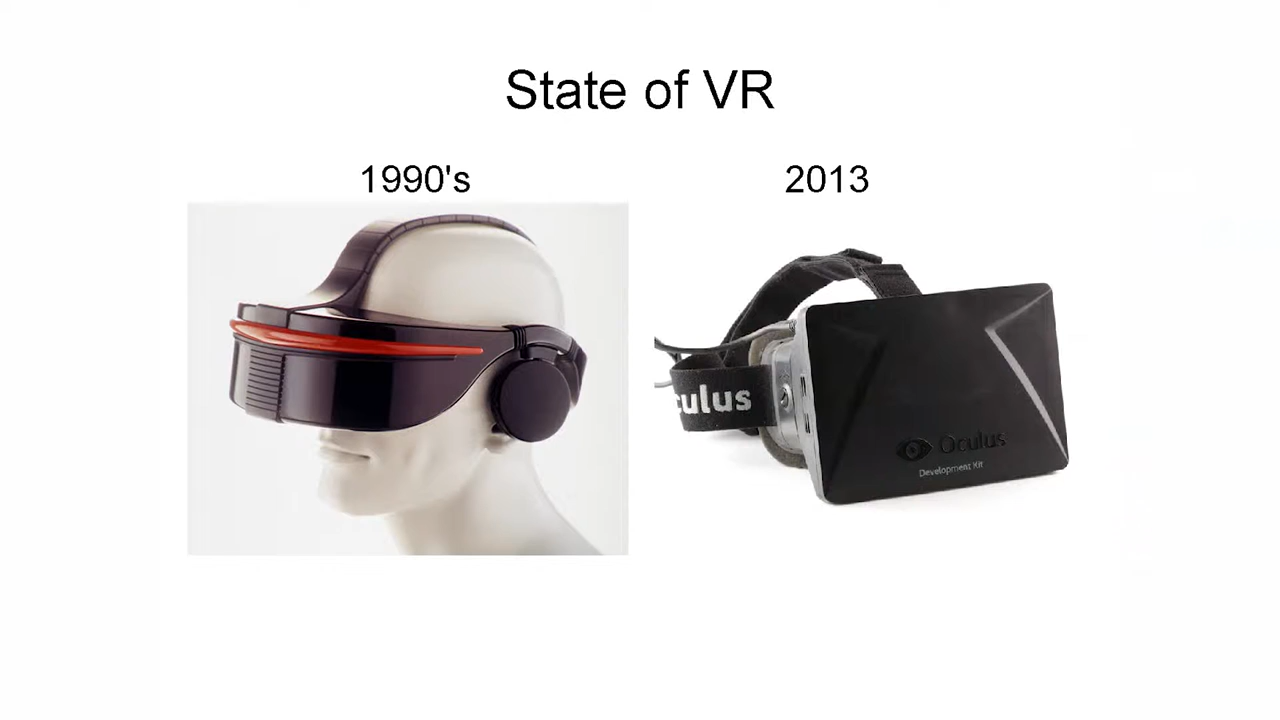 State of VR
1990's
2013
culus
Oculus
Development Kit